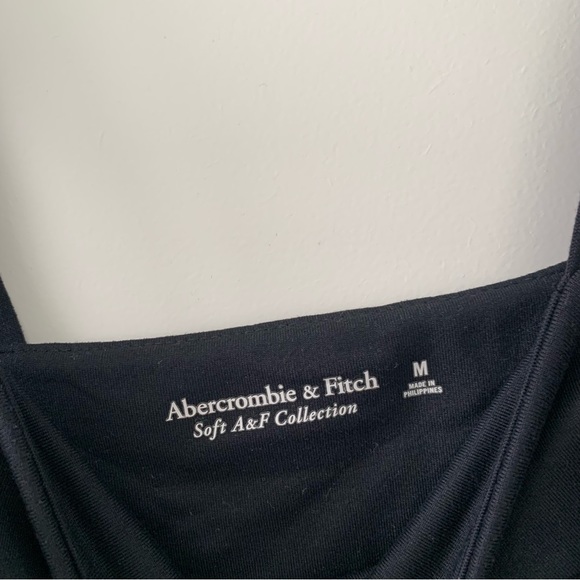 Abercrombie & Fitch
Soft A&F Collection
M
MADE IN
PHILIPPINES